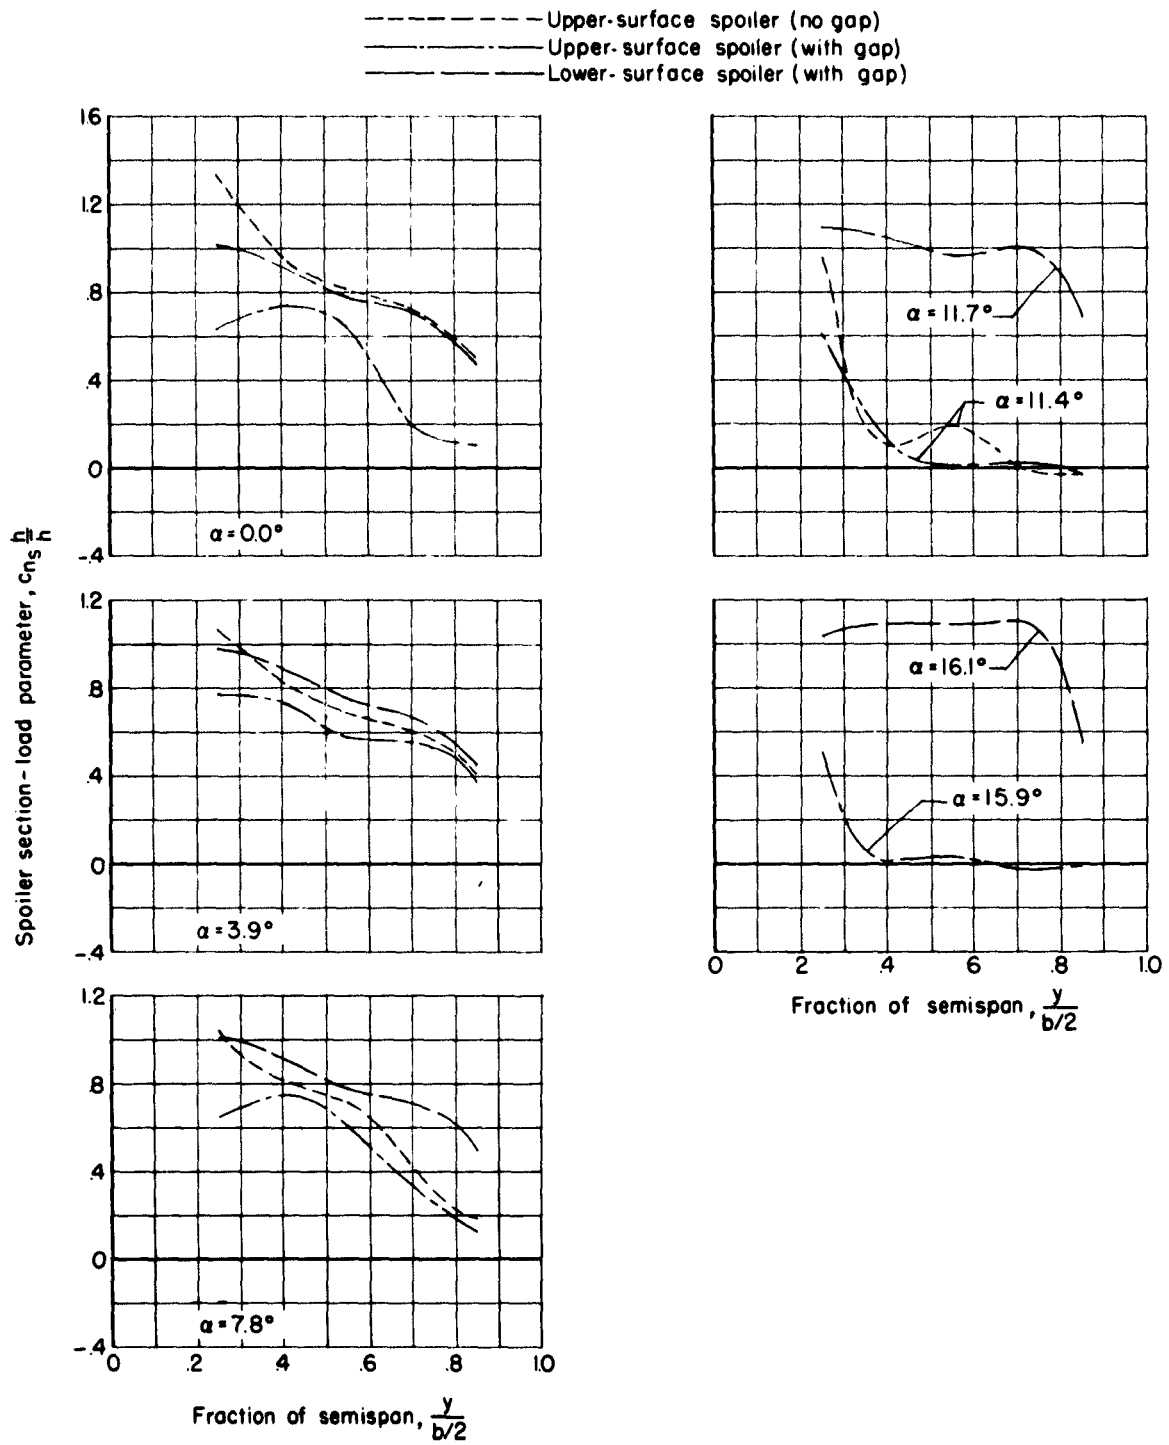 Upper-surface spoiler (no gap)
Upper-surface spoiler (with gap)
Lower-surface spoiler (with gap)
Spoiler section-load parameter, cns h/h
1.6
1.2
.8
.4
0
-.4
α=0.0°
1.2
.8
.4
0
-.4
α=3.9°
1.2
.8
.4
0
-.4
α=7.8°
0 .2 .4 .6 .8 1.0
Fraction of semispan, y/b/2
α=11.7°
α=11.4°
α=16.1°
α=15.9°
0 .2 .4 .6 .8 1.0
Fraction of semispan, y/b/2